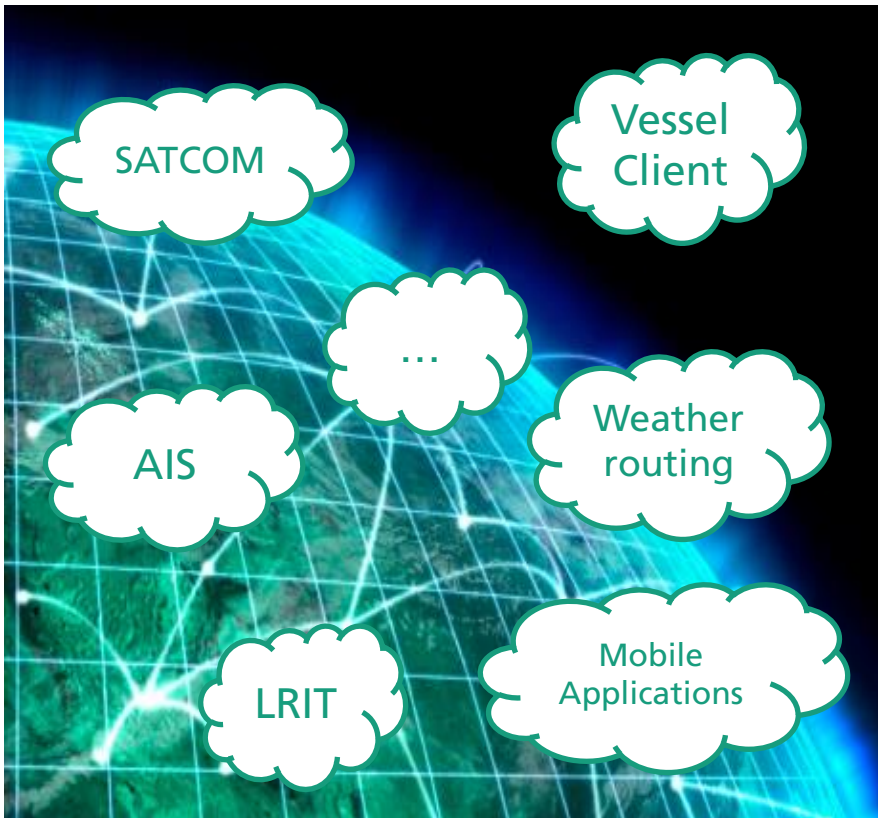 SATCOM
Vessel
Client
...
AIS
Weather
routing
LRIT
Mobile
Applications